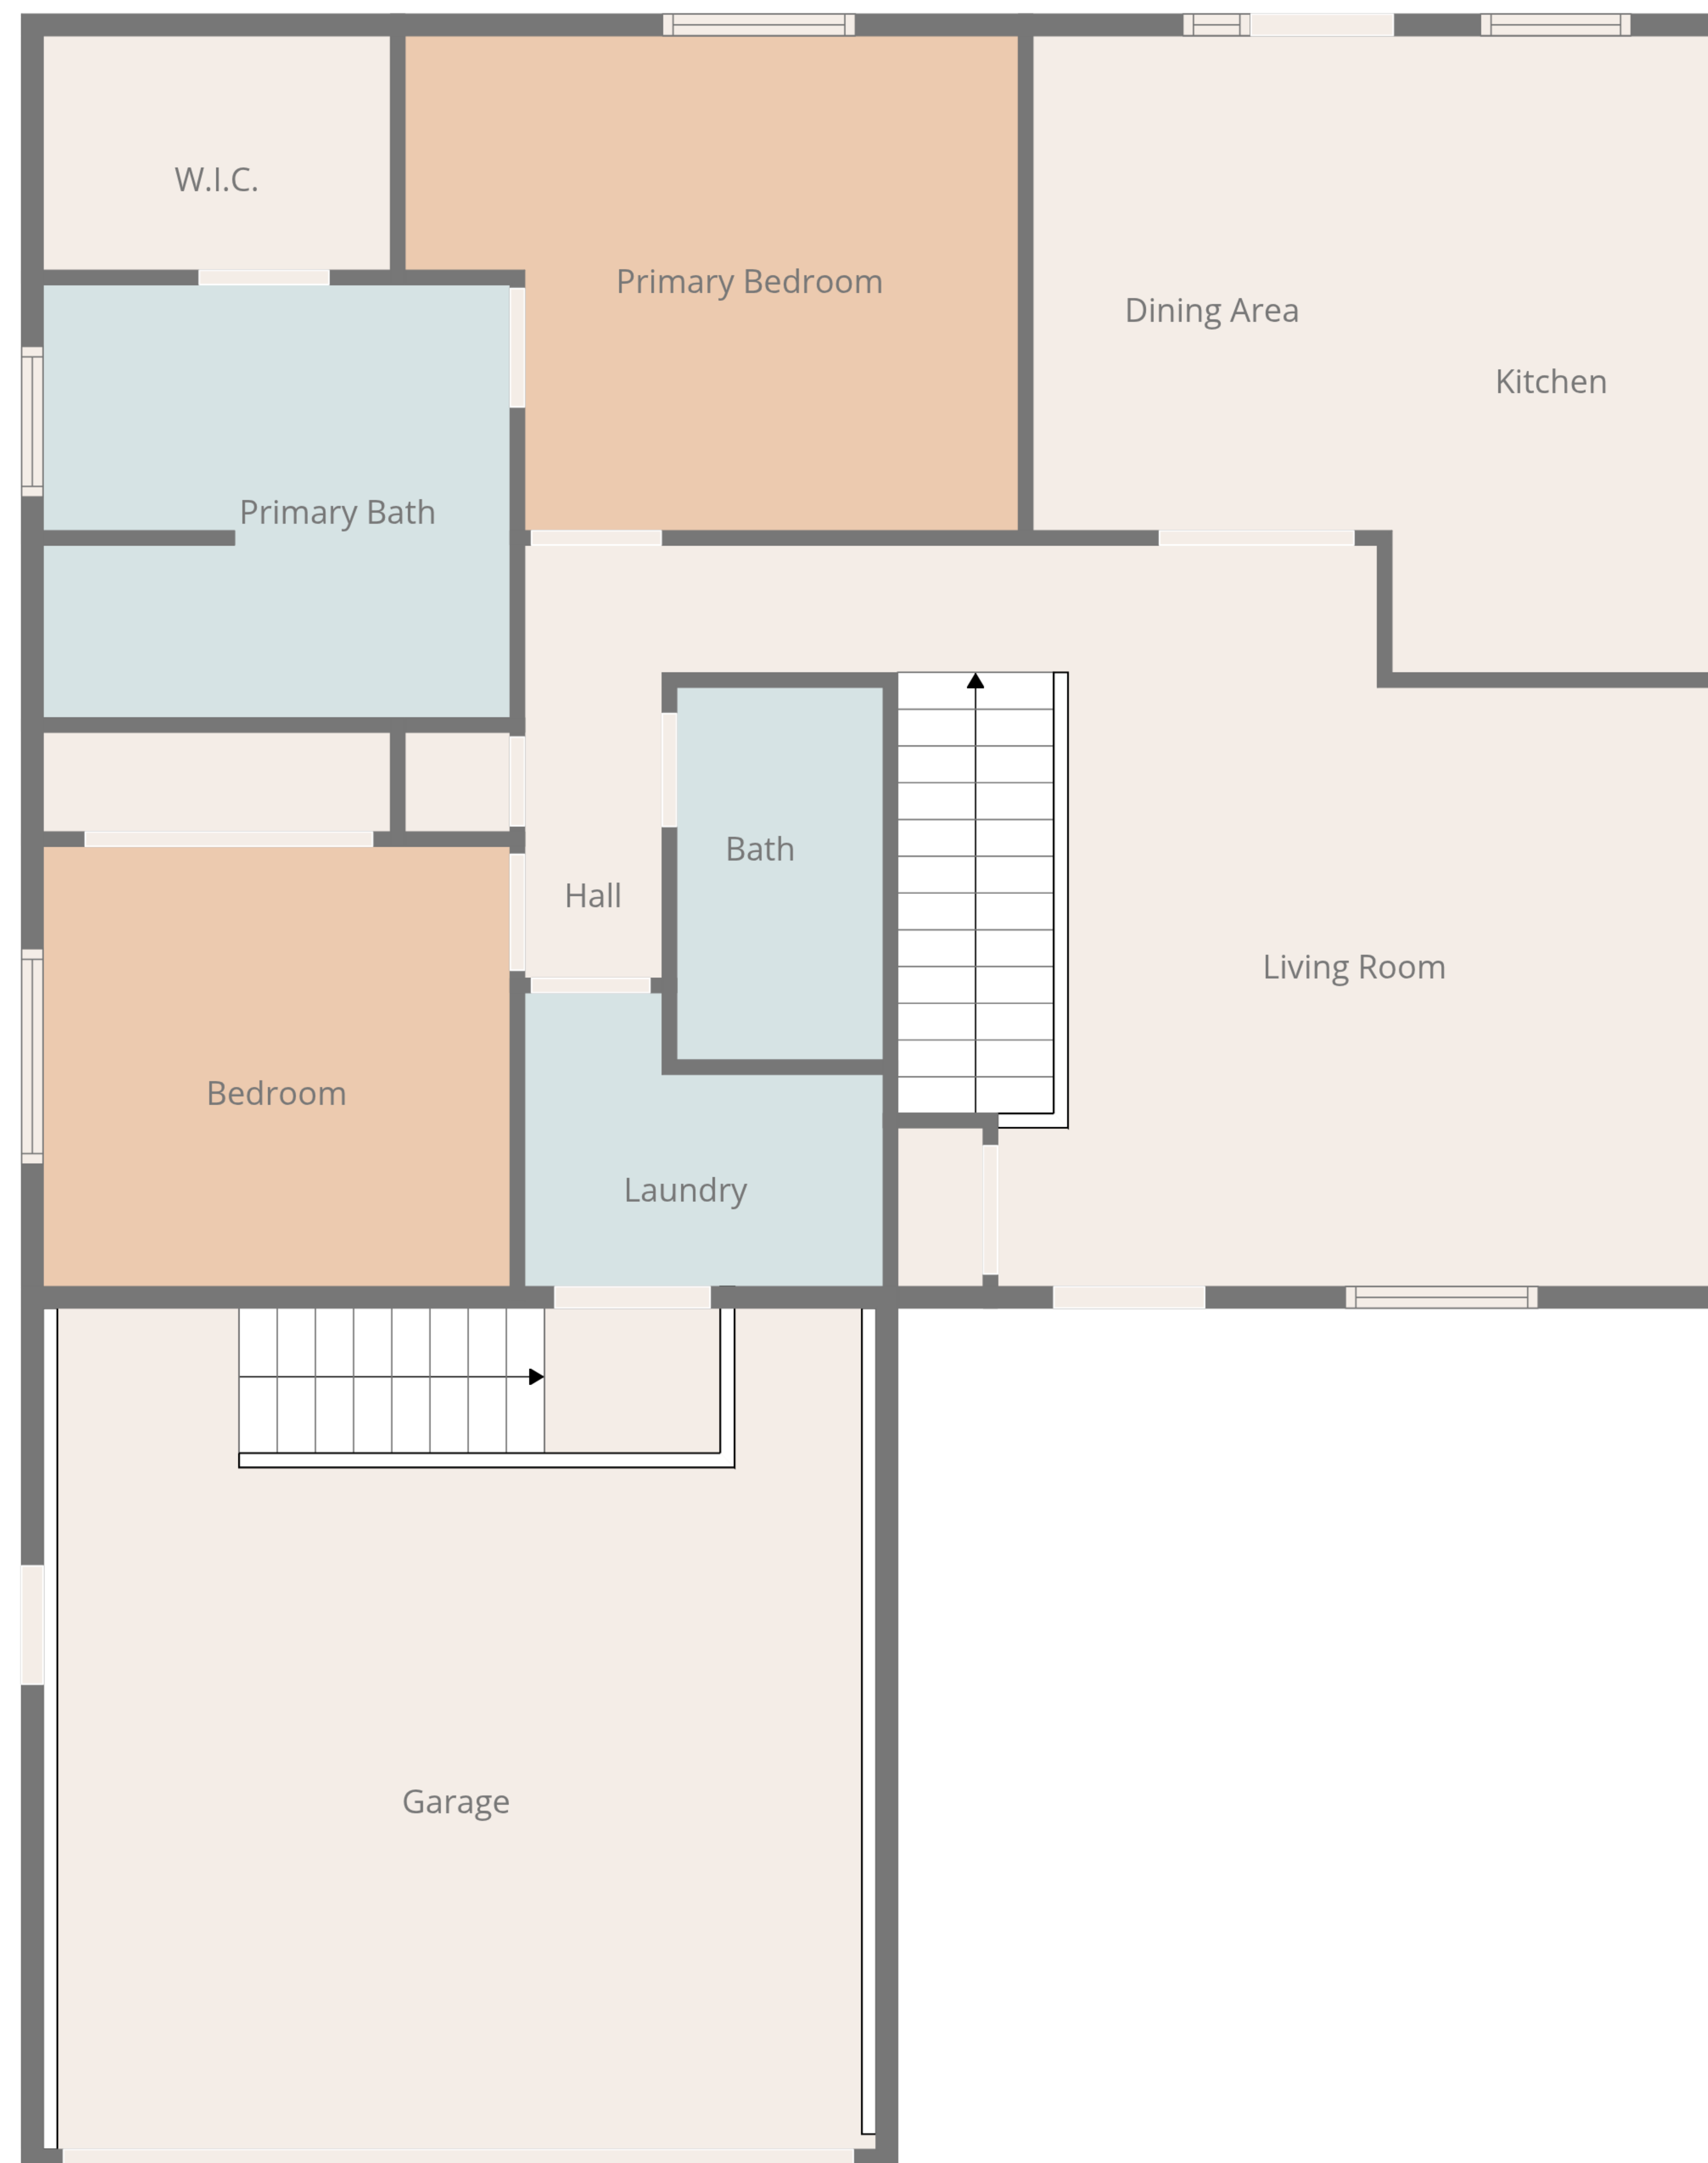 W.I.C.
Primary Bedroom
Dining Area
Kitchen
Primary Bath
Bath
Hall
Living Room
Bedroom
Laundry
Garage